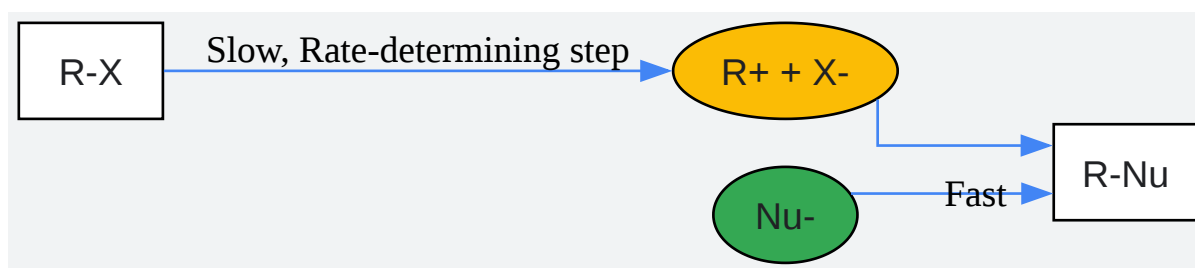 Slow, Rate-determining step
R-X
R+ + X-
R-Nu
Fast
Nu-